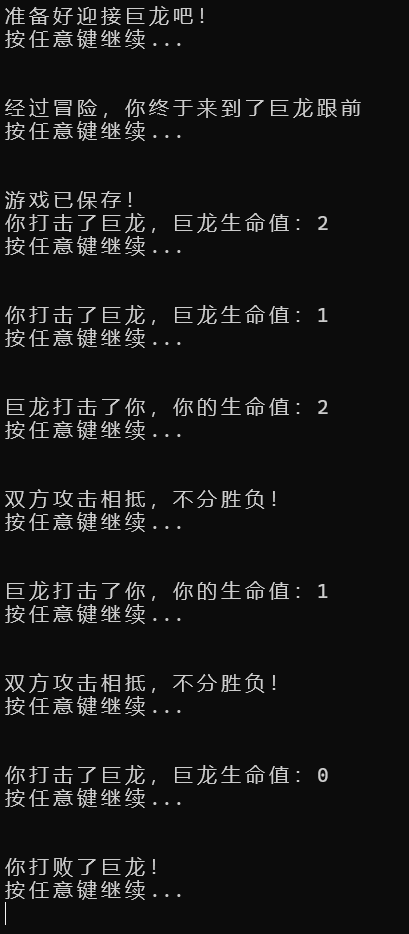 准备好迎接巨龙吧！
按任意键继续...
经过冒险，你终于来到了巨龙跟前
按任意键继续...
游戏已保存！
你打击了巨龙，巨龙生命值：2
按任意键继续...
你打击了巨龙，巨龙生命值：1
按任意键继续...
巨龙打击了你，你的生命值：2
按任意键继续...
双方攻击相抵，不分胜负！
按任意键继续...
巨龙打击了你，你的生命值：1
按任意键继续...
双方攻击相抵，不分胜负！
按任意键继续...
你打击了巨龙，巨龙生命值：0
按任意键继续...
你打败了巨龙！
按任意键继续...